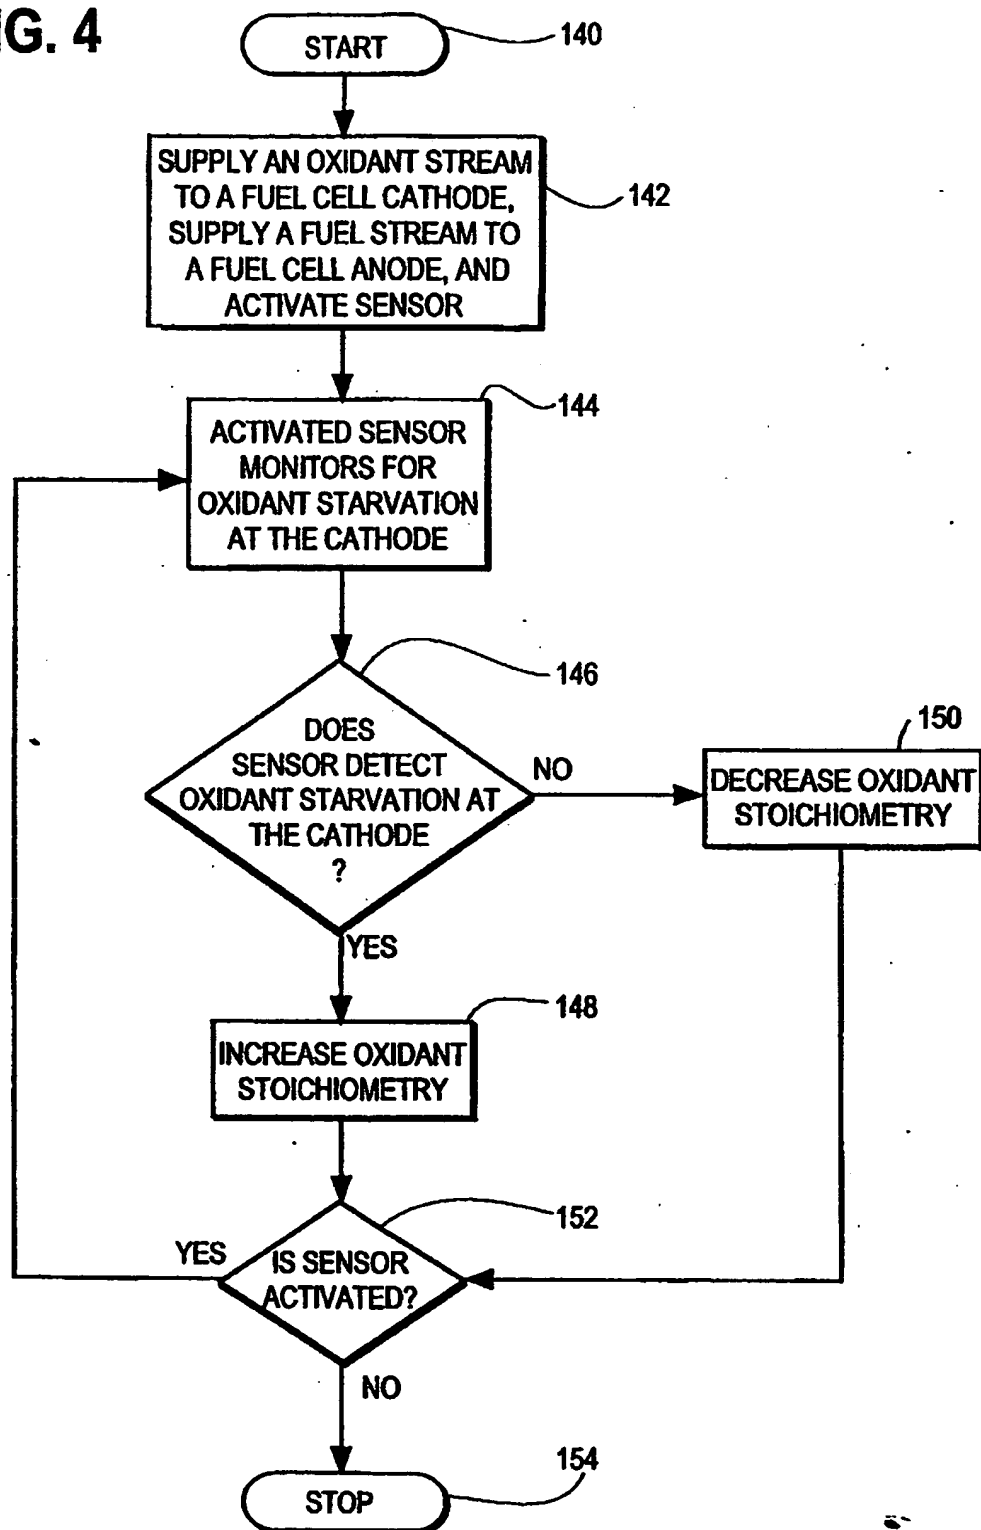 G. 4
START
140
SUPPLY AN OXIDANT STREAM
TO A FUEL CELL CATHODE,
SUPPLY A FUEL STREAM TO
A FUEL CELL ANODE, AND
ACTIVATE SENSOR
142
ACTIVATED SENSOR
MONITORS FOR
OXIDANT STARVATION
AT THE CATHODE
144
DOES
SENSOR DETECT
OXIDANT STARVATION AT
THE CATHODE
?
146
NO
150
DECREASE OXIDANT
STOICHIOMETRY
YES
148
INCREASE OXIDANT
STOICHIOMETRY
152
YES
IS SENSOR
ACTIVATED?
NO
154
STOP